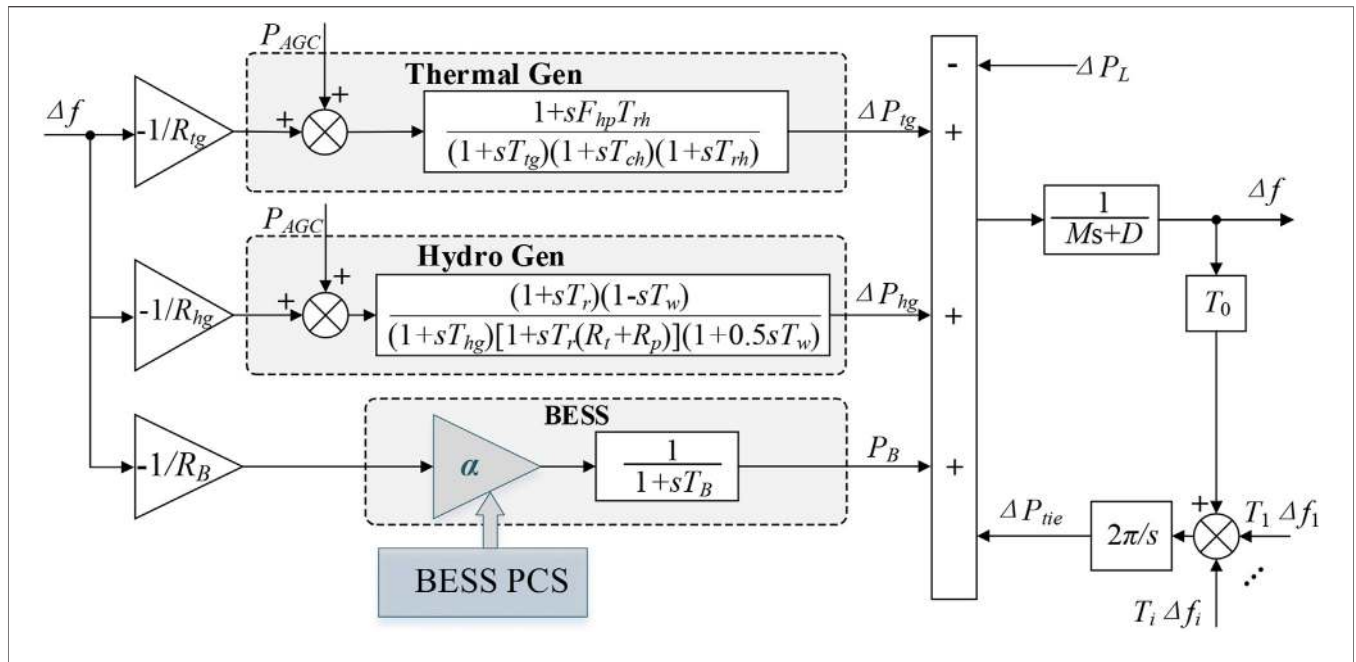 P_AGC
Thermal Gen
Δf
-1/R_tg
+
+
1+sF_hpT_rh
(1+sT_tg)(1+sT_ch)(1+sT_rh)
ΔP_tg
-
ΔP_L
+
P_AGC
Hydro Gen
-1/R_hg
+
+
(1+sT_r)(1-sT_w)
(1+sT_hg)[1+sT_r(R_t+R_p)](1+0.5sT_w)
ΔP_hg
+
1
Ms+D
Δf
T_0
BESS
-1/R_B
α
1
1+sT_B
P_B
+
BESS PCS
ΔP_tie
2π/s
+
T_1 Δf_1
...
T_i Δf_i